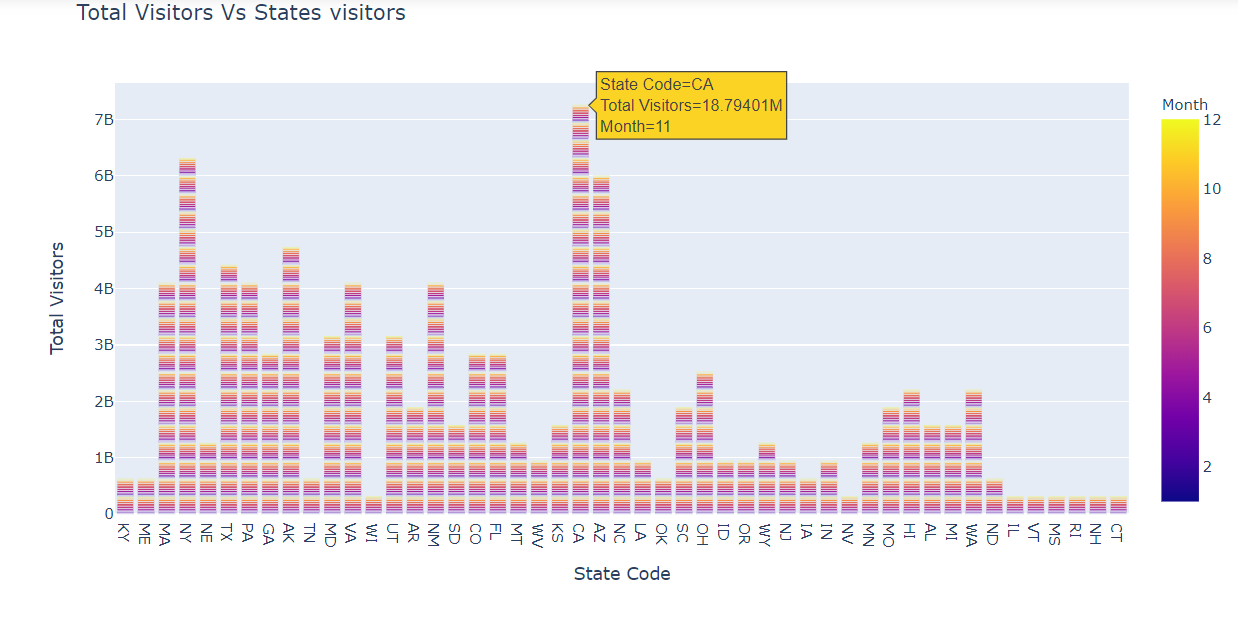 Total Visitors Vs States visitors
State Code=CA
Total Visitors=18.79401M
Month=11
Month
12
10
8
6
4
2
Total Visitors
7B
6B
5B
4B
3B
2B
1B
0
KY ME MA NY NE TX PA GA AK TN MD VA WI UT AR NM SD CO FL MT WV KS CA AZ NC LA OK SC OH ID OR WY NJ IA IN NV MN MO HI AL MI WA ND IL VT MS RI NH CT
State Code